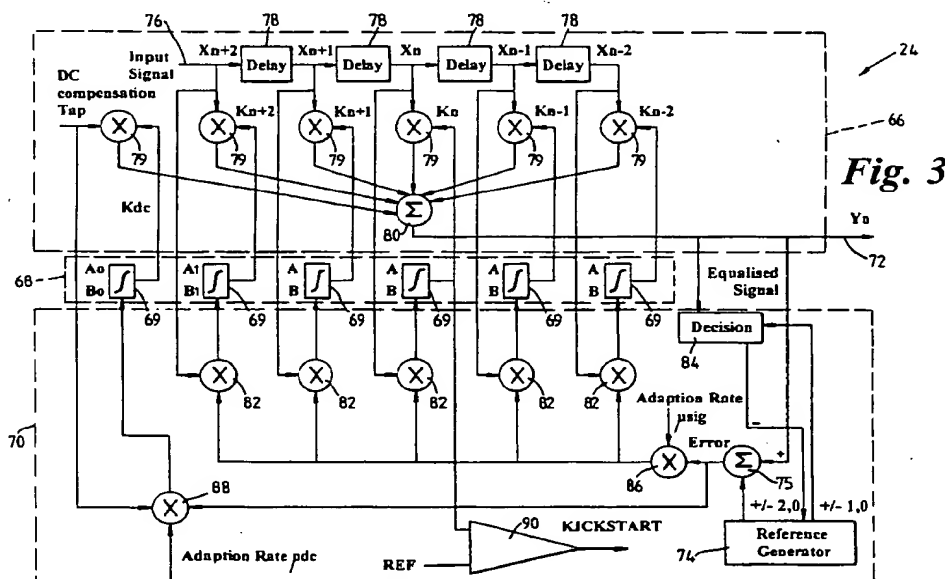 76 78 78 78 78
Xn+2 Xn+1 Xn Xn-1 Xn-2
24
Input Signal
Delay Delay Delay Delay
DC compensation Tap
Kn+2 Kn+1 Kn Kn-1 Kn-2
66
X X X X X X
79 79 79 79 79 79
Fig. 3
Kdc
Σ
80
Yn
72
68
Ao A1 A A A A
Bo B1 B B B B
69 69 69 69 69 69
Equalised Signal
Decision
84
X X X X X
82 82 82 82 82
Adaption Rate
μsig
70
Error
- +
X
86
Σ
75
88
X
+/- 2,0 +/- 1,0
90
KICKSTART
REF
74
Reference Generator
Adaption Rate μdc